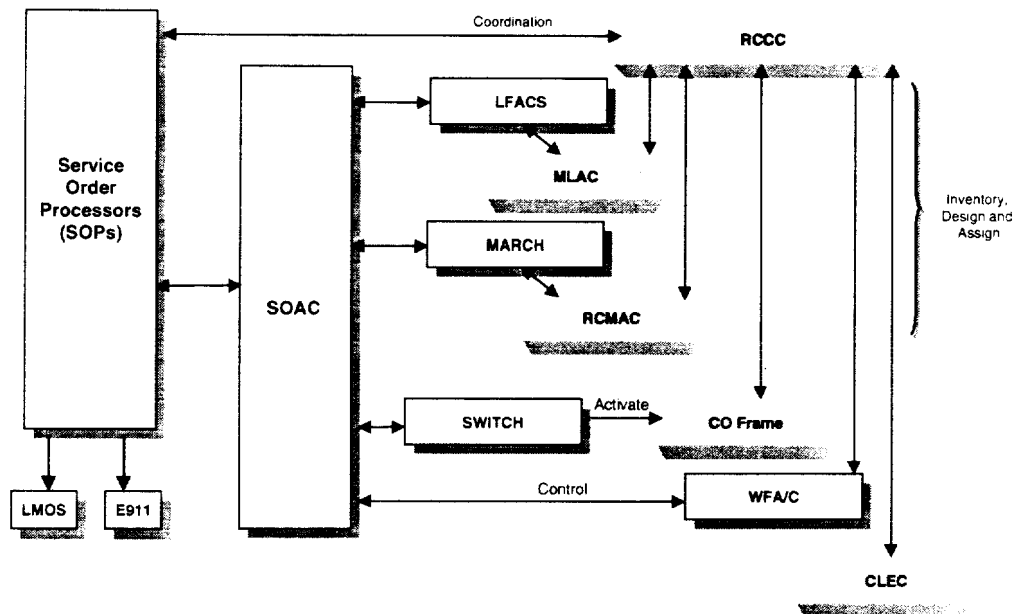 Coordination
RCCC
LFACS
MLAC
Service
Order
Processors
(SOPs)
Inventory,
Design and
Assign
MARCH
SOAC
RCMAC
Activate
SWITCH
CO Frame
Control
WFA/C
LMOS
E911
CLEC